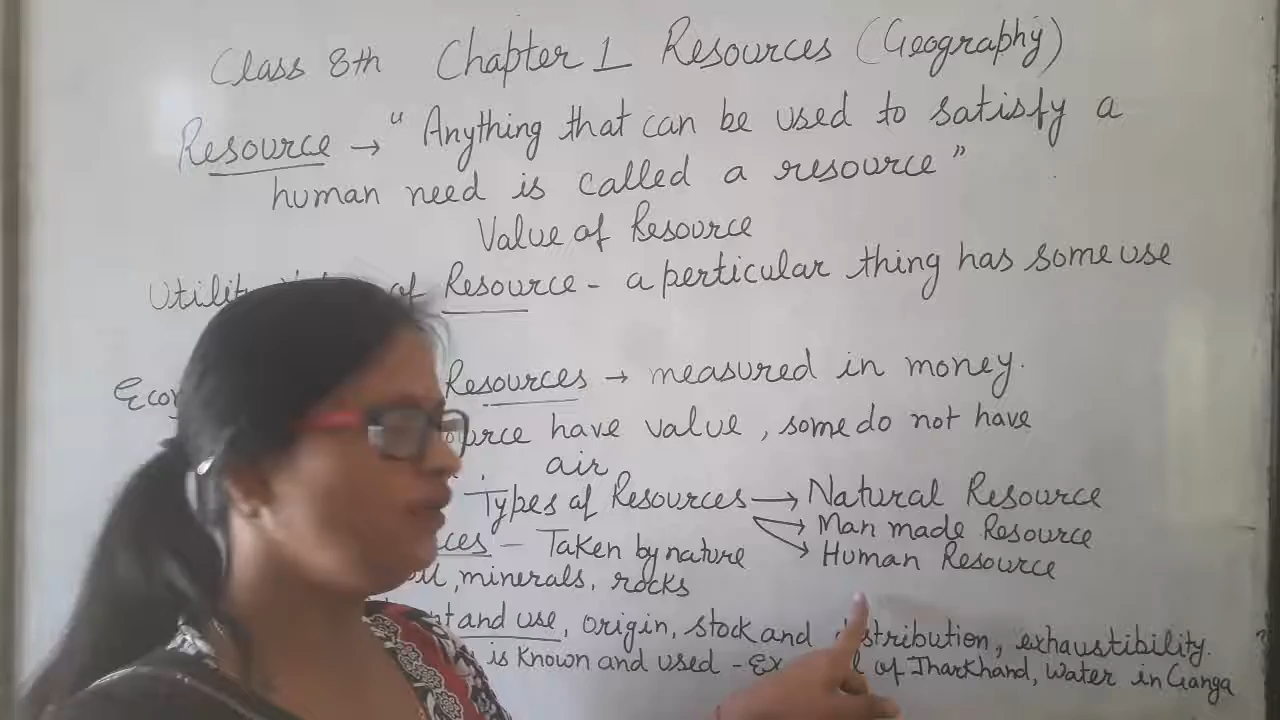 Class 8th Chapter 1 Resources (Geography)
Resource → " Anything that can be used to satisfy a
human need is called a resource "
Value of Resource
Utility of Resource - a perticular thing has some use
Resources → measured in money.
have value, some do not have
air
Types of Resources → Natural Resource
→ Man made Resource
→ Human Resource
– Taken by nature
, minerals, rocks
and use, origin, stock and distribution, exhaustibility.
is Known and used - Ex of Jharkhand, Water in Ganga